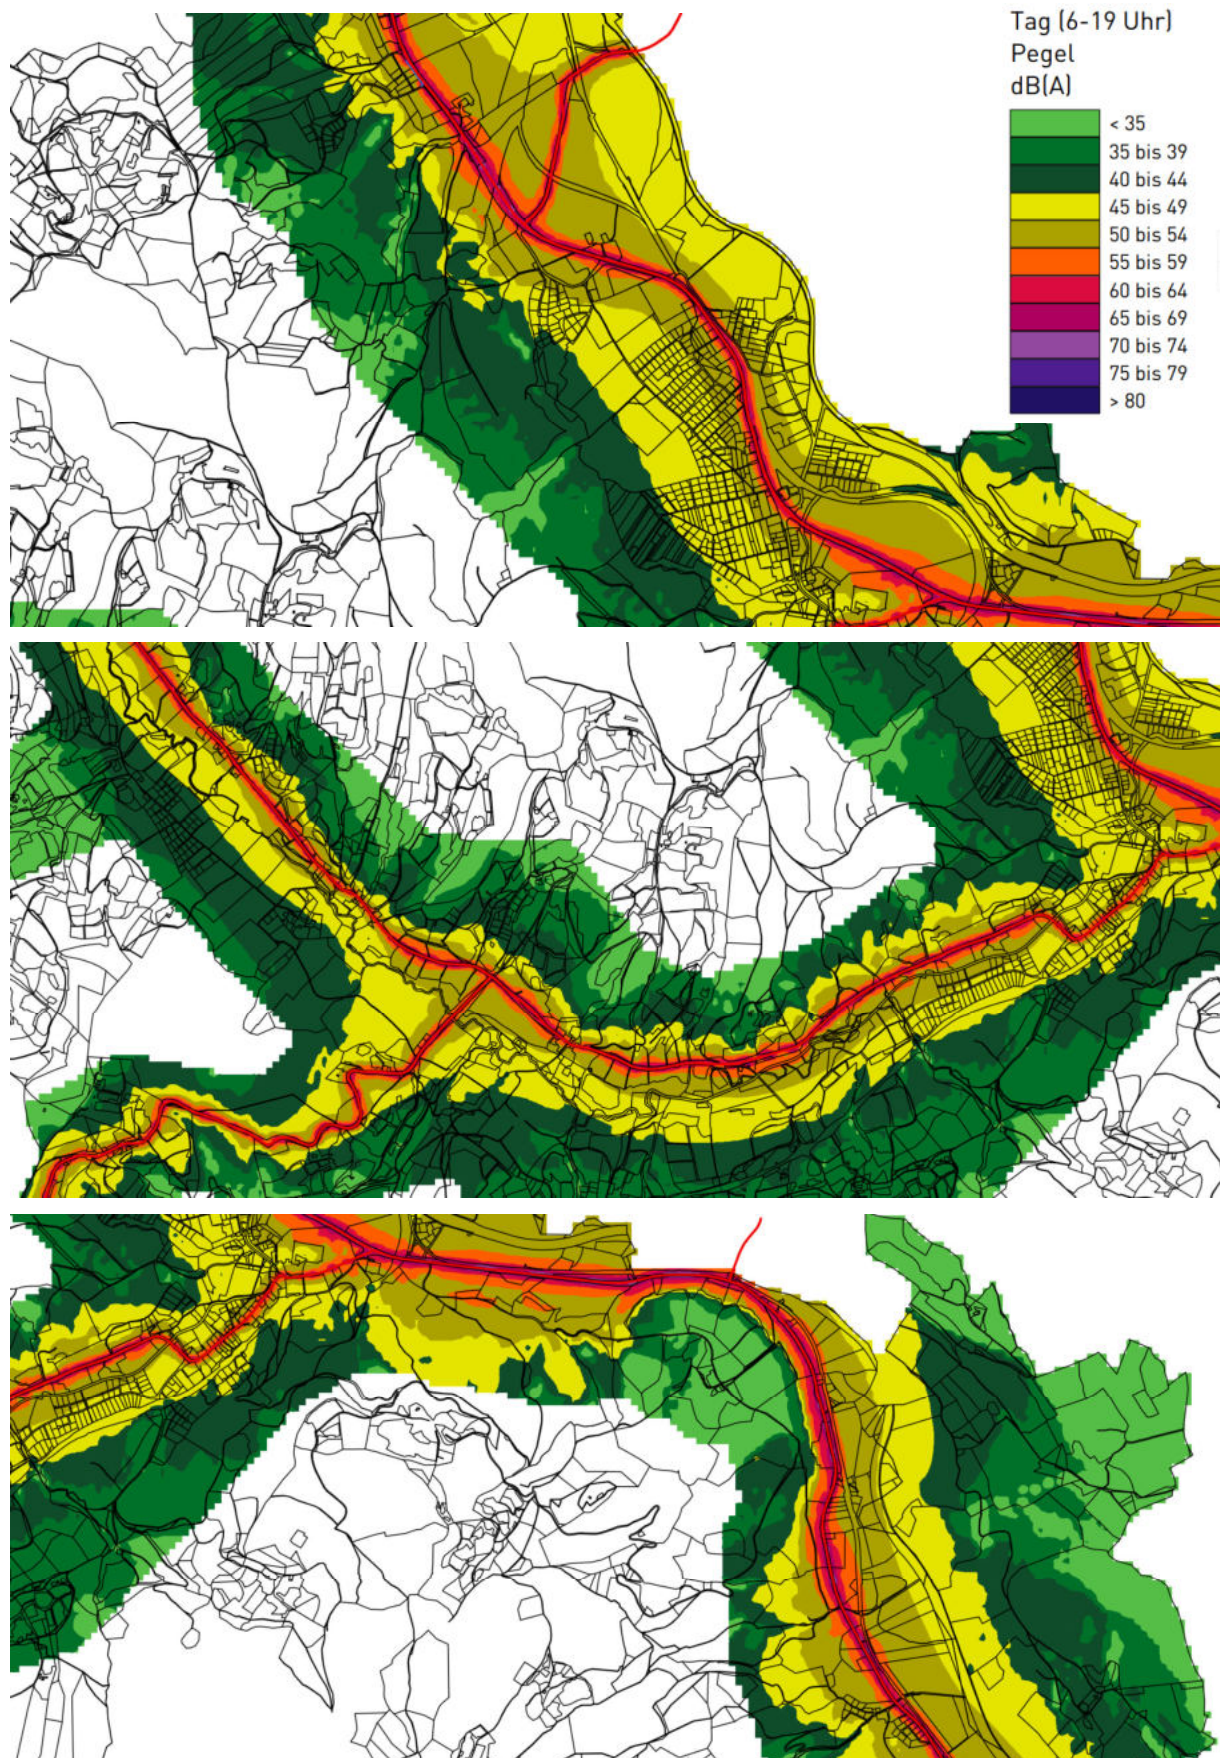 Tag (6-19 Uhr)
Pegel
dB(A)
< 35
35 bis 39
40 bis 44
45 bis 49
50 bis 54
55 bis 59
60 bis 64
65 bis 69
70 bis 74
75 bis 79
> 80